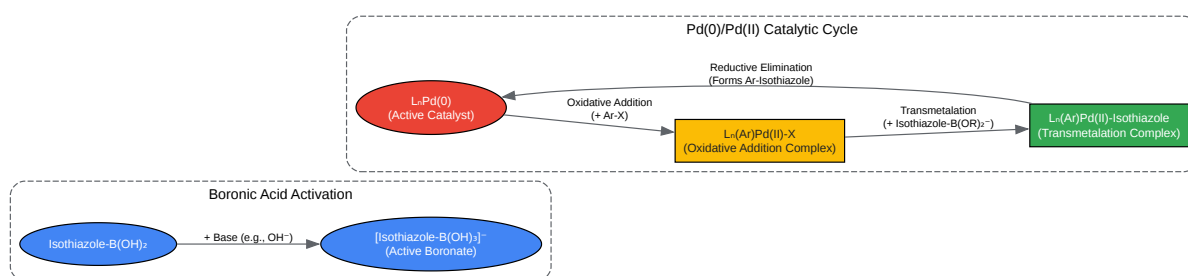 Pd(0)/Pd(II) Catalytic Cycle
Reductive Elimination
(Forms Ar-Isothiazole)
LₙPd(0)
(Active Catalyst)
Oxidative Addition
(+ Ar-X)
Lₙ(Ar)Pd(II)-X
(Oxidative Addition Complex)
Transmetalation
(+ Isothiazole-B(OR)₂⁻)
Lₙ(Ar)Pd(II)-Isothiazole
(Transmetalation Complex)
Boronic Acid Activation
Isothiazole-B(OH)₂
+ Base (e.g., OH⁻)
[Isothiazole-B(OH)₃]⁻
(Active Boronate)